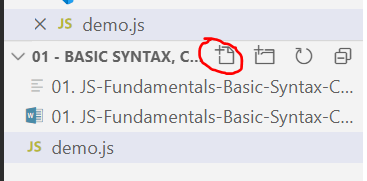 JS demo.js
01 - BASIC SYNTAX, C...
01. JS-Fundamentals-Basic-Syntax-C...
01. JS-Fundamentals-Basic-Syntax-C...
JS demo.js